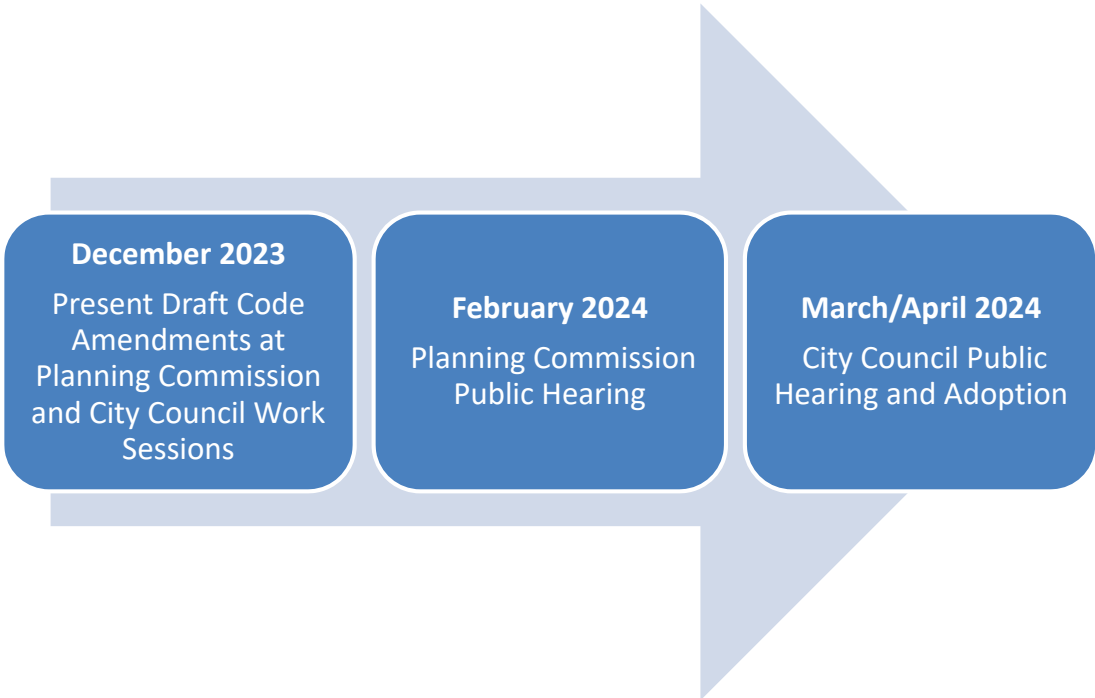 December 2023
Present Draft Code
Amendments at
Planning Commission
and City Council Work
Sessions
February 2024
Planning Commission
Public Hearing
March/April 2024
City Council Public
Hearing and Adoption